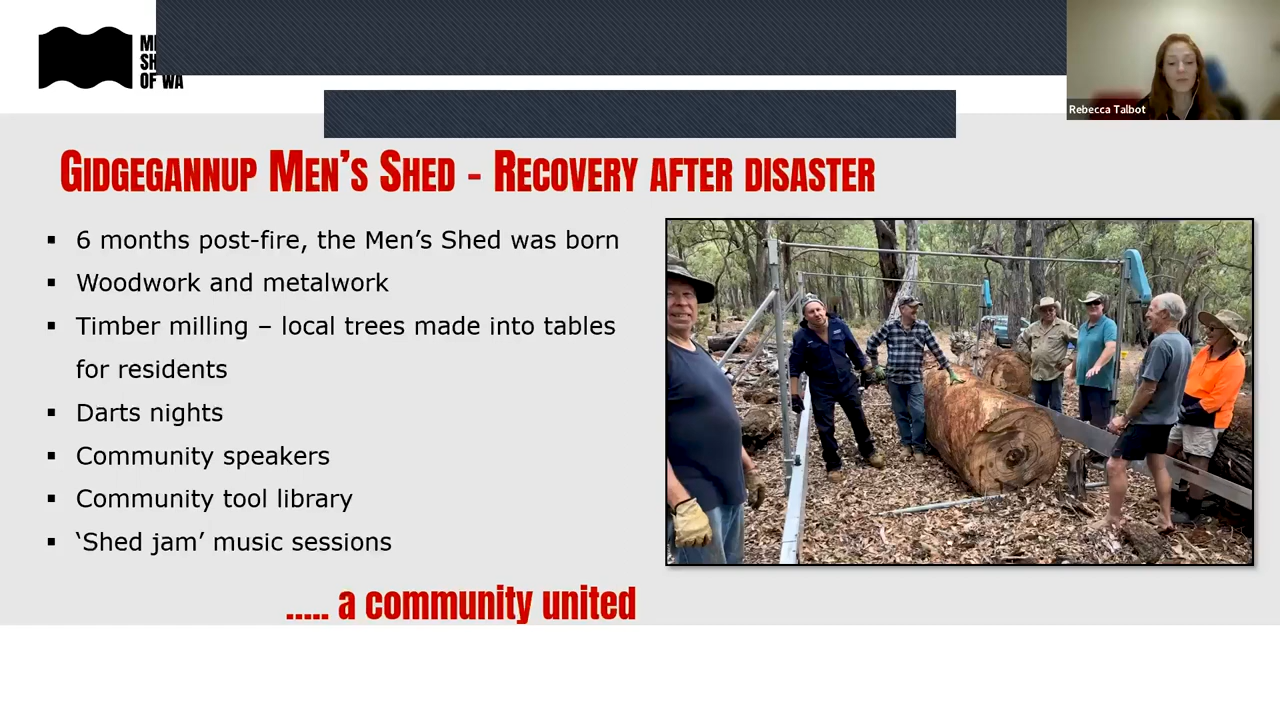 OF WA
Rebecca Talbot
Gidgegannup Men’s Shed - Recovery after disaster
▪ 6 months post-fire, the Men’s Shed was born
▪ Woodwork and metalwork
▪ Timber milling – local trees made into tables
for residents
▪ Darts nights
▪ Community speakers
▪ Community tool library
▪ ‘Shed jam’ music sessions
..... a community united